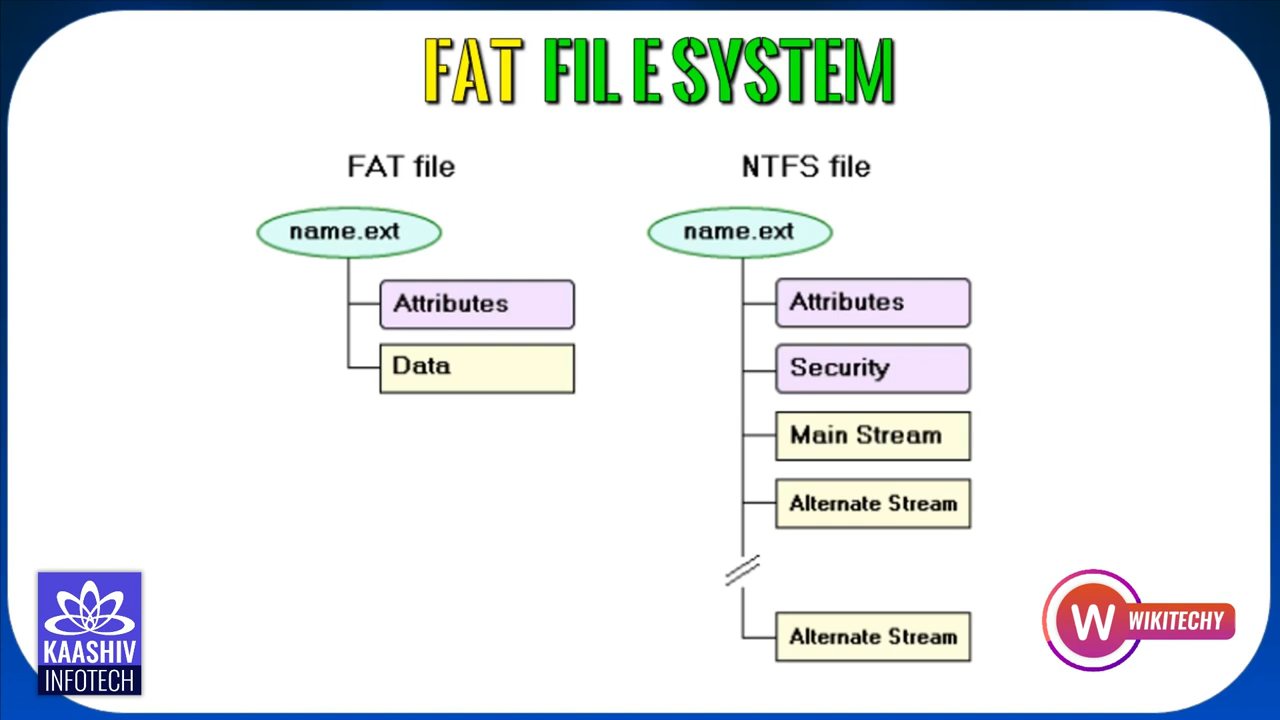 FAT FILE SYSTEM
FAT file
name.ext
Attributes
Data
NTFS file
name.ext
Attributes
Security
Main Stream
Alternate Stream
Alternate Stream
KAASHIV
INFOTECH
W WIKITECHY